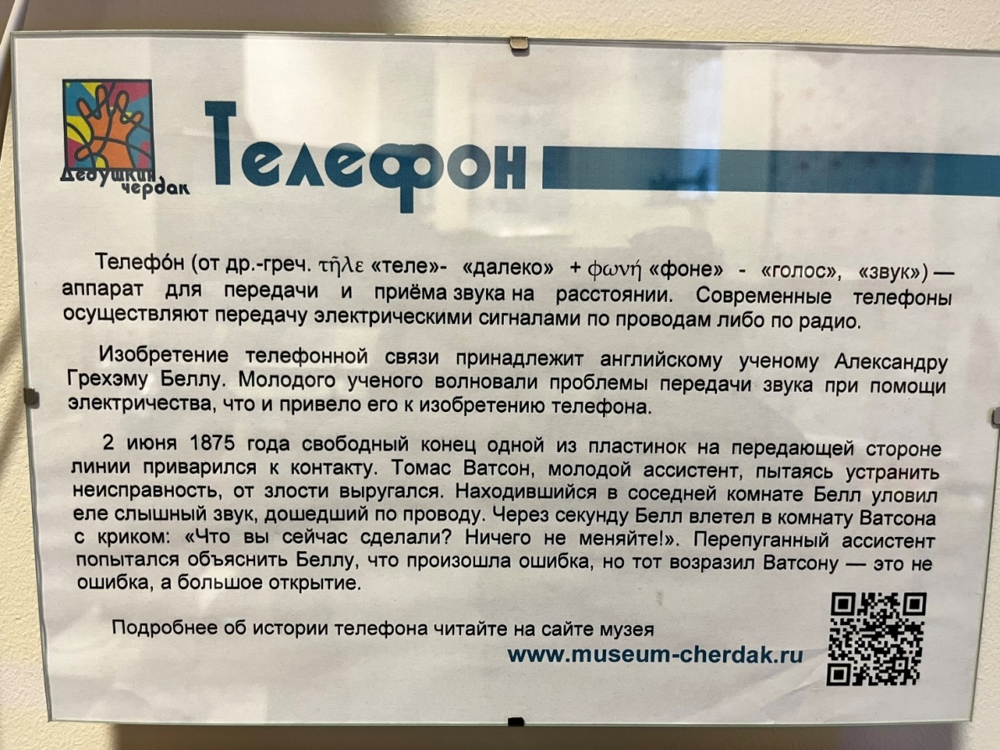 Дедушкин
чердак
Телефон
Телефо́н (от др.-греч. τῆλε «теле»- «далеко» + φωνή «фоне» - «голос», «звук») —
аппарат для передачи и приёма звука на расстоянии. Современные телефоны
осуществляют передачу электрическими сигналами по проводам либо по радио.
Изобретение телефонной связи принадлежит английскому ученому Александру
Грехэму Беллу. Молодого ученого волновали проблемы передачи звука при помощи
электричества, что и привело его к изобретению телефона.
2 июня 1875 года свободный конец одной из пластинок на передающей стороне
линии приварился к контакту. Томас Ватсон, молодой ассистент, пытаясь устранить
неисправность, от злости выругался. Находившийся в соседней комнате Белл уловил
еле слышный звук, дошедший по проводу. Через секунду Белл влетел в комнату Ватсона
с криком: «Что вы сейчас сделали? Ничего не меняйте!». Перепуганный ассистент
попытался объяснить Беллу, что произошла ошибка, но тот возразил Ватсону — это не
ошибка, а большое открытие.
Подробнее об истории телефона читайте на сайте музея
www.museum-cherdak.ru